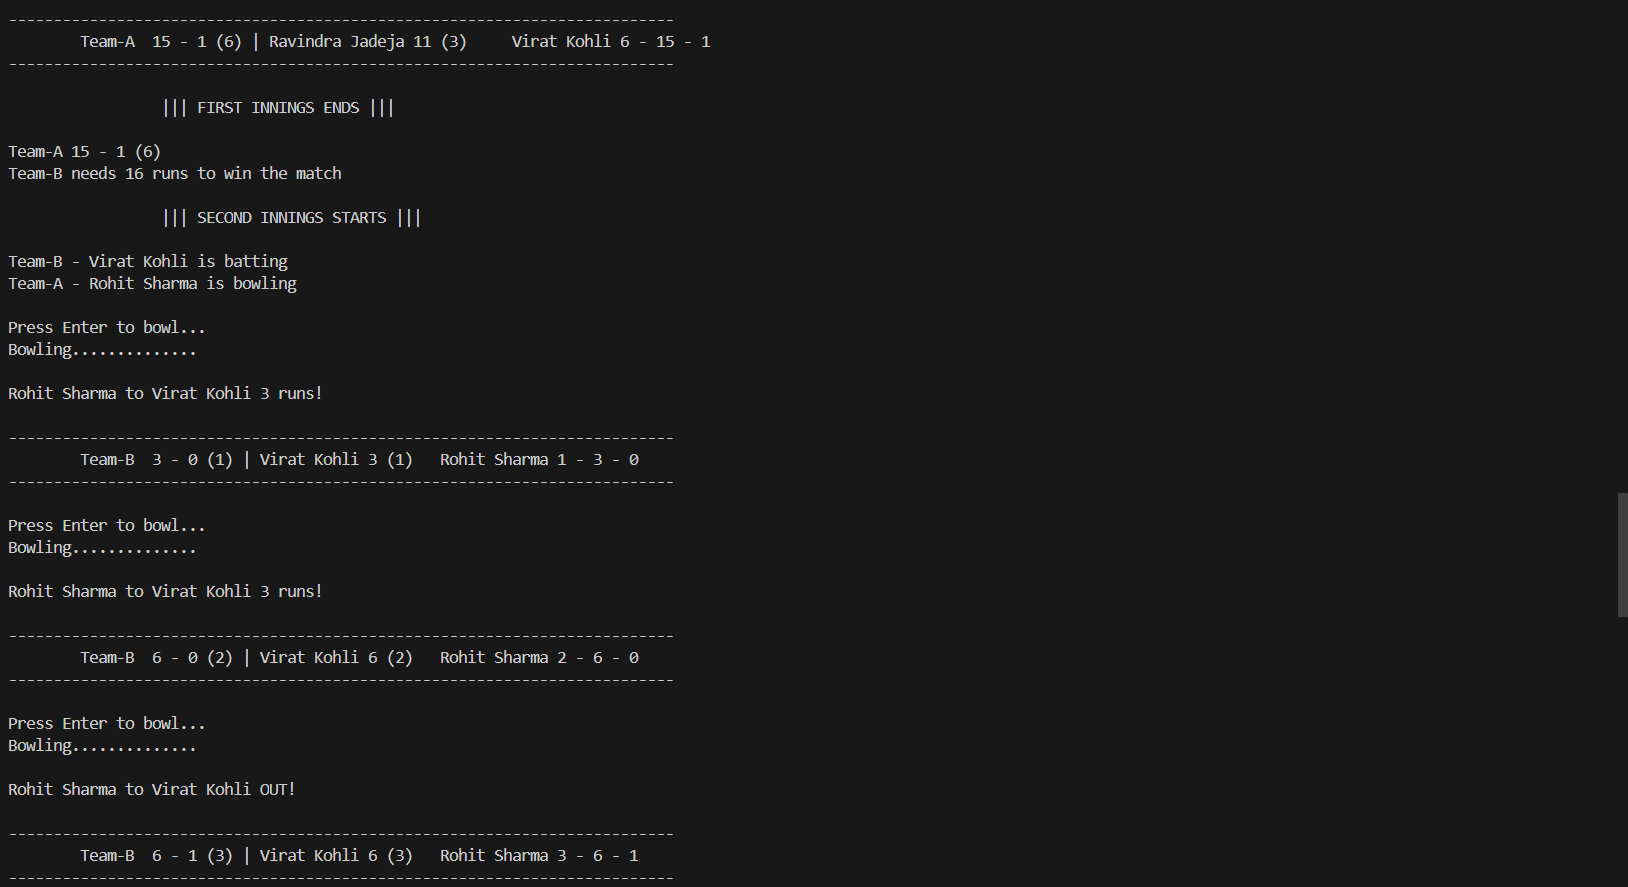 --------------------------------------------------------------------------
Team-A  15 - 1 (6) | Ravindra Jadeja 11 (3)     Virat Kohli 6 - 15 - 1
--------------------------------------------------------------------------
||| FIRST INNINGS ENDS |||
Team-A 15 - 1 (6)
Team-B needs 16 runs to win the match
||| SECOND INNINGS STARTS |||
Team-B - Virat Kohli is batting
Team-A - Rohit Sharma is bowling
Press Enter to bowl...
Bowling..............
Rohit Sharma to Virat Kohli 3 runs!
--------------------------------------------------------------------------
Team-B  3 - 0 (1) | Virat Kohli 3 (1)   Rohit Sharma 1 - 3 - 0
--------------------------------------------------------------------------
Press Enter to bowl...
Bowling..............
Rohit Sharma to Virat Kohli 3 runs!
--------------------------------------------------------------------------
Team-B  6 - 0 (2) | Virat Kohli 6 (2)   Rohit Sharma 2 - 6 - 0
--------------------------------------------------------------------------
Press Enter to bowl...
Bowling..............
Rohit Sharma to Virat Kohli OUT!
--------------------------------------------------------------------------
Team-B  6 - 1 (3) | Virat Kohli 6 (3)   Rohit Sharma 3 - 6 - 1
--------------------------------------------------------------------------